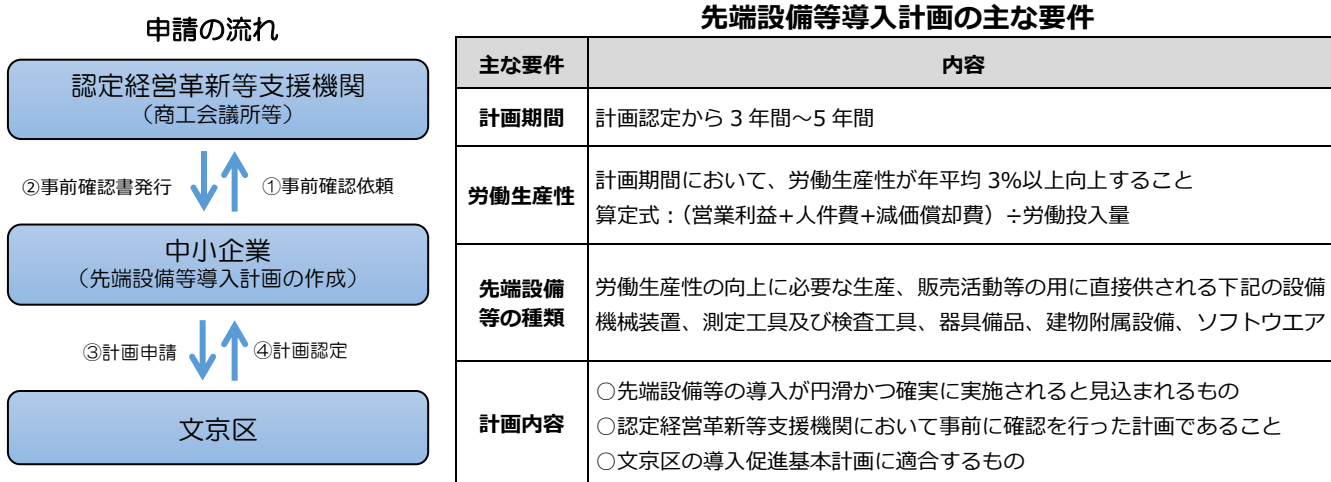 申請の流れ
認定経営革新等支援機関
（商工会議所等）
②事前確認書発行
①事前確認依頼
中小企業
（先端設備等導入計画の作成）
③計画申請
④計画認定
文京区
先端設備等導入計画の主な要件
主な要件
内容
計画期間
計画認定から 3 年間～5 年間
労働生産性
計画期間において、労働生産性が年平均 3%以上向上すること
算定式：（営業利益+人件費+減価償却費）÷労働投入量
先端設備
等の種類
労働生産性の向上に必要な生産、販売活動等の用に直接供される下記の設備
機械装置、測定工具及び検査工具、器具備品、建物附属設備、ソフトウエア
計画内容
○先端設備等の導入が円滑かつ確実に実施されると見込まれるもの
○認定経営革新等支援機関において事前に確認を行った計画であること
○文京区の導入促進基本計画に適合するもの